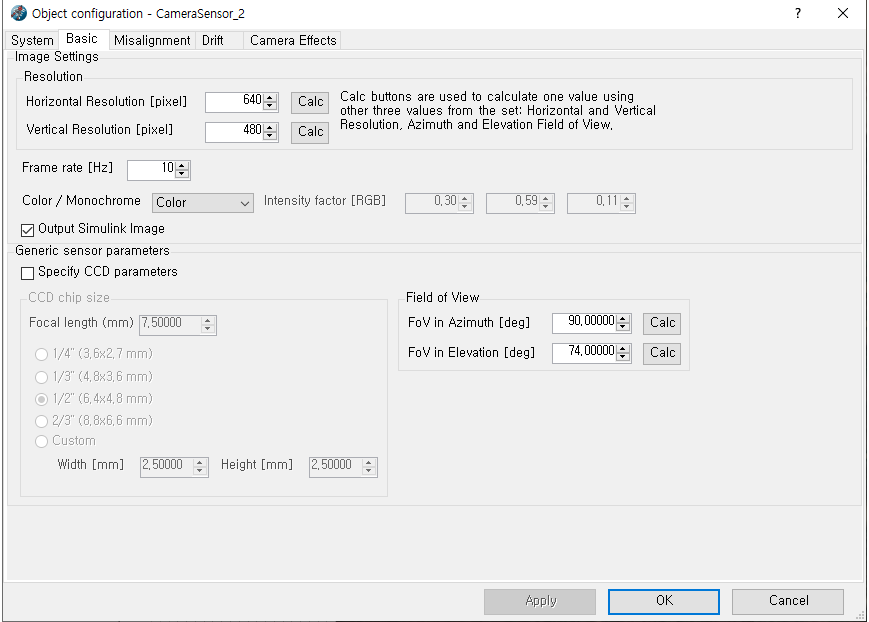 Object configuration - CameraSensor_2
?
System Basic Misalignment Drift Camera Effects
Image Settings
Resolution
Horizontal Resolution [pixel] 640 Calc
Vertical Resolution [pixel] 480 Calc
Calc buttons are used to calculate one value using
other three values from the set: Horizontal and Vertical
Resolution, Azimuth and Elevation Field of View.
Frame rate [Hz] 10
Color / Monochrome Color Intensity factor [RGB] 0,30 0,59 0,11
Output Simulink Image
Generic sensor parameters
Specify CCD parameters
CCD chip size
Focal length (mm) 7,50000
1/4" (3,6x2,7 mm)
1/3" (4,8x3,6 mm)
1/2" (6,4x4,8 mm)
2/3" (8,8x6,6 mm)
Custom
Width [mm] 2,50000 Height [mm] 2,50000
Field of View
FoV in Azimuth [deg] 90,00000 Calc
FoV in Elevation [deg] 74,00000 Calc
Apply OK Cancel